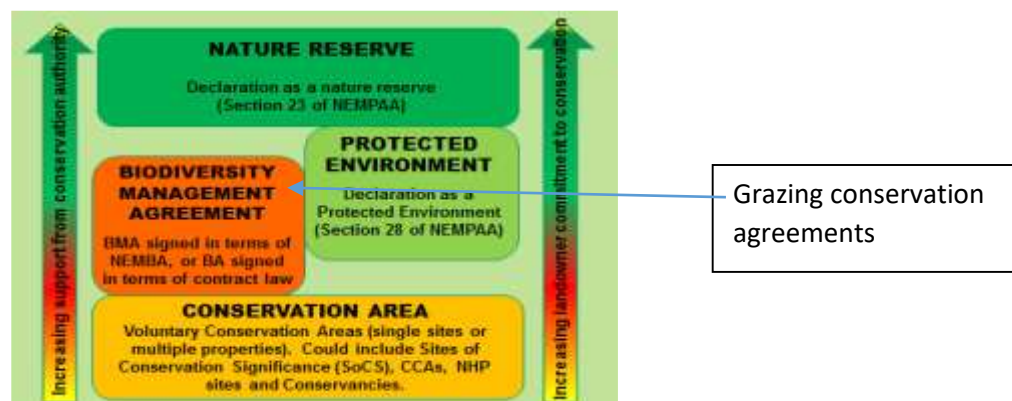 Increasing support from conservation authority
NATURE RESERVE
Declaration as a nature reserve
(Section 23 of NEMPAA)
PROTECTED
ENVIRONMENT
Declaration as a
Protected Environment
(Section 28 of NEMPAA)
BIODIVERSITY
MANAGEMENT
AGREEMENT
BMA signed in terms of
NEMBA, or BA signed
in terms of contract law
CONSERVATION AREA
Voluntary Conservation Areas (single sites or
multiple properties). Could include Sites of
Conservation Significance (SoCS), CCAs, NHP
sites and Conservancies.
Increasing landowner commitment to conservation
Grazing conservation
agreements